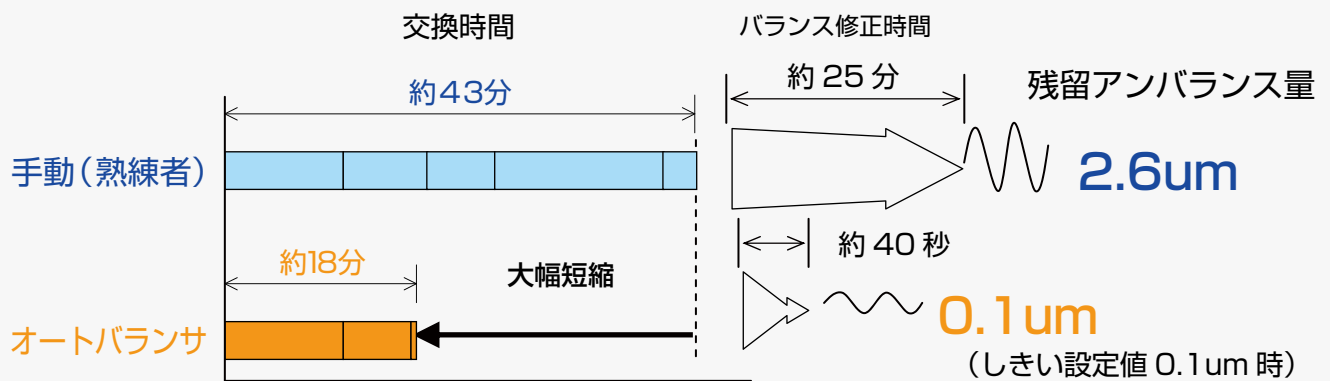 交換時間
バランス修正時間
約43分
約 25 分
残留アンバランス量
手動（熟練者）
2.6um
約18分
大幅短縮
約 40 秒
オートバランサ
0.1um
（しきい設定値 0.1um 時）